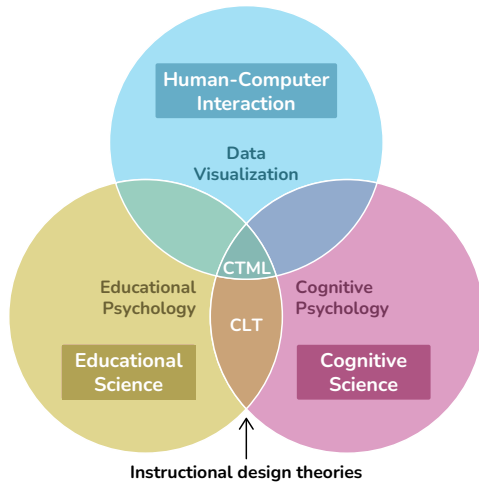 Human-Computer
Interaction
Data
Visualization
CTML
Educational
Psychology
Cognitive
Psychology
CLT
Educational
Science
Cognitive
Science
Instructional design theories